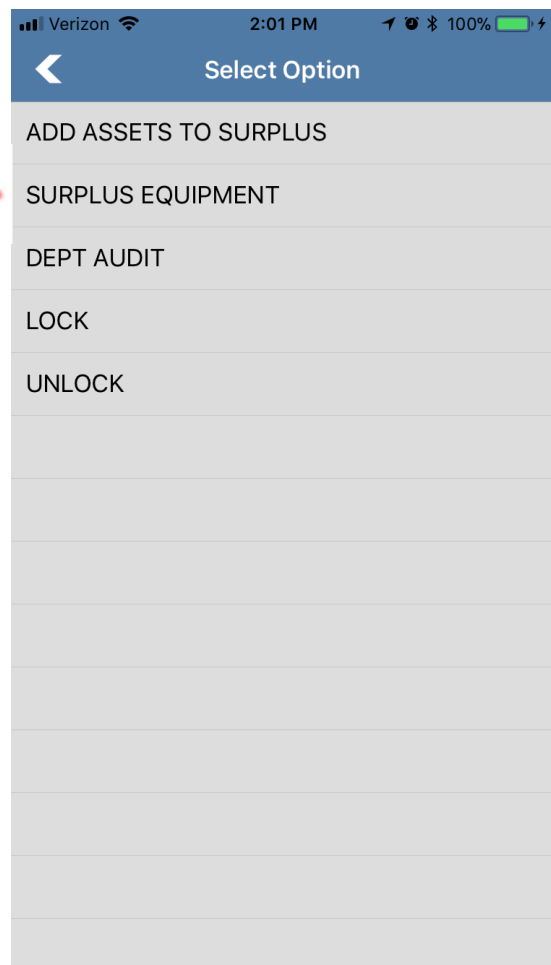 Verizon 2:01 PM 100%
Select Option
ADD ASSETS TO SURPLUS
SURPLUS EQUIPMENT
DEPT AUDIT
LOCK
UNLOCK